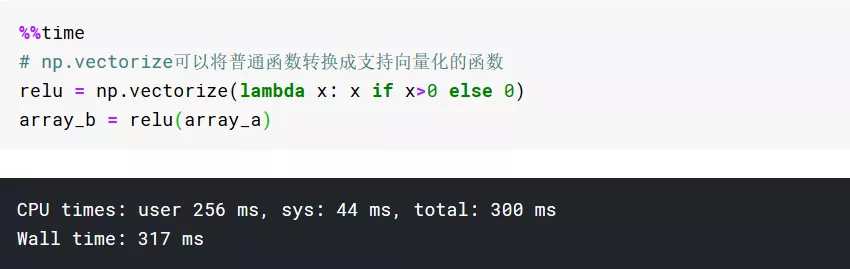 %%time
# np.vectorize可以将普通函数转换成支持向量化的函数
relu = np.vectorize(lambda x: x if x>0 else 0)
array_b = relu(array_a)
CPU times: user 256 ms, sys: 44 ms, total: 300 ms
Wall time: 317 ms